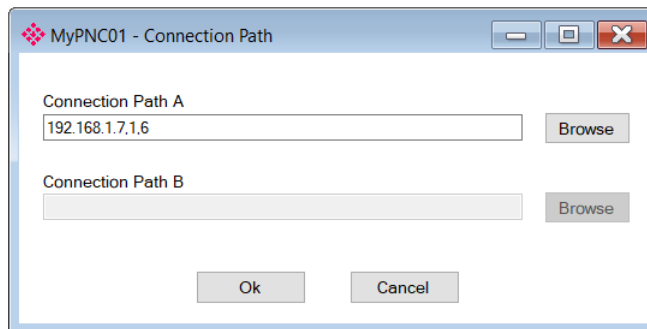 MyPNC01 - Connection Path
Connection Path A
192.168.1.7,1,6
Browse
Connection Path B
Browse
Ok
Cancel